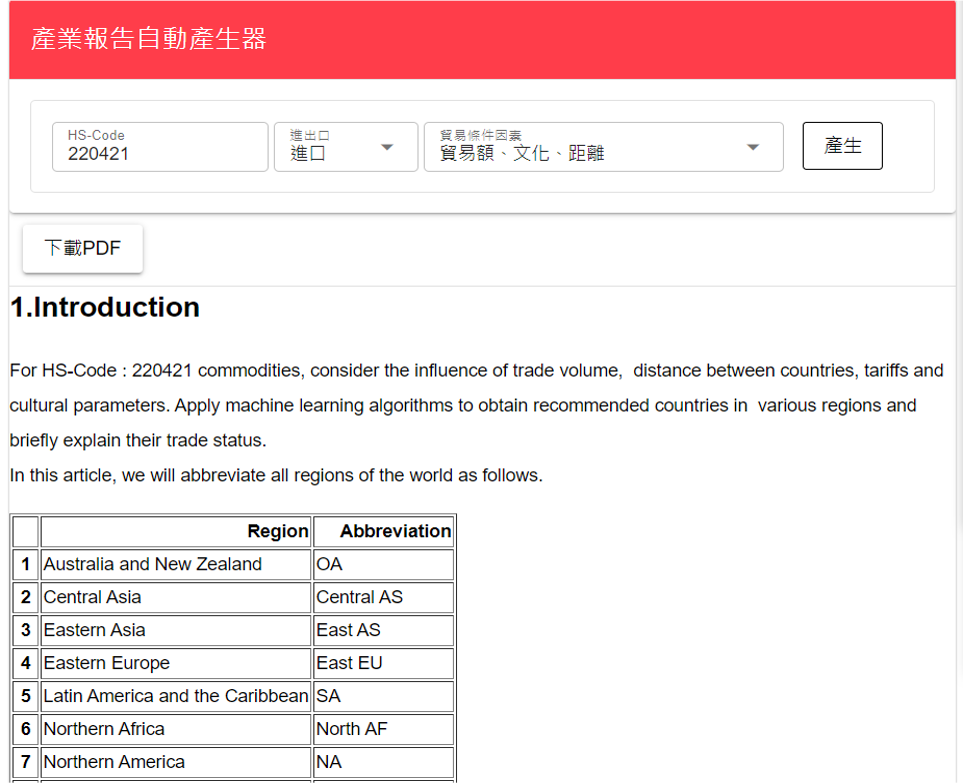 產業報告自動產生器
HS-Code
220421
進出口
進口
貿易條件因素
貿易額、文化、距離
產生
下載PDF
1.Introduction
For HS-Code : 220421 commodities, consider the influence of trade volume,  distance between countries, tariffs and
cultural parameters. Apply machine learning algorithms to obtain recommended countries in  various regions and
briefly explain their trade status.
In this article, we will abbreviate all regions of the world as follows.
Region Abbreviation
1 Australia and New Zealand OA
2 Central Asia Central AS
3 Eastern Asia East AS
4 Eastern Europe East EU
5 Latin America and the Caribbean SA
6 Northern Africa North AF
7 Northern America NA